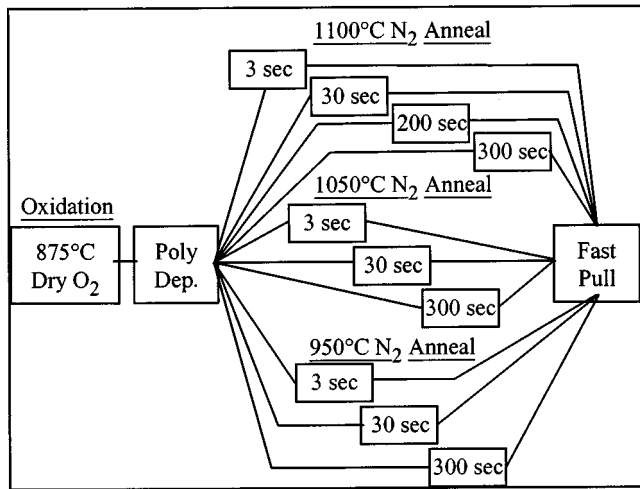 1100°C N₂ Anneal
3 sec
30 sec
200 sec
300 sec
1050°C N₂ Anneal
Oxidation
3 sec
875°C
Dry O₂
Poly
Dep.
30 sec
Fast
Pull
300 sec
950°C N₂ Anneal
3 sec
30 sec
300 sec